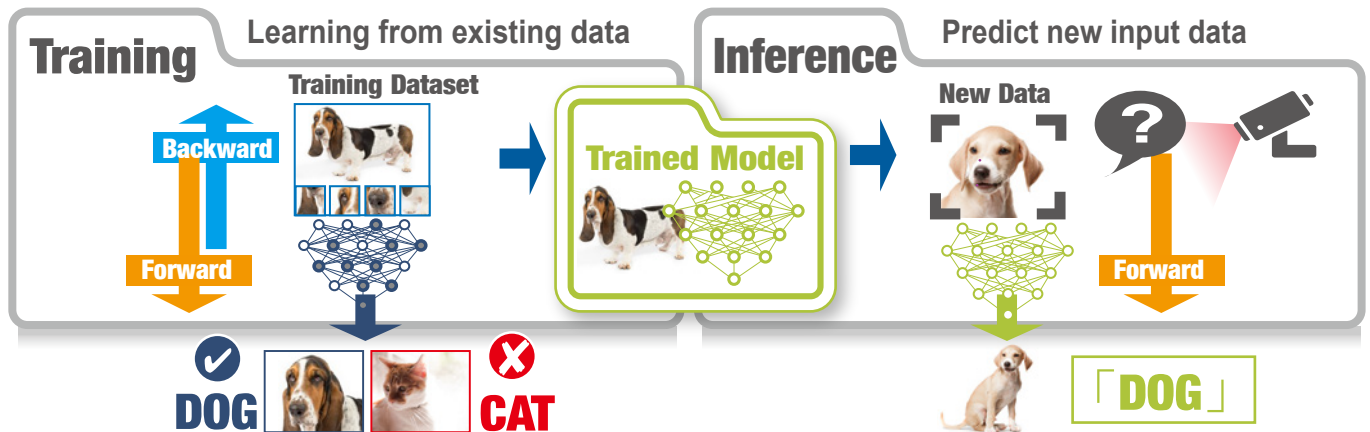 Training
Learning from existing data
Training Dataset
Backward
Forward
DOG
CAT
Trained Model
Inference
Predict new input data
New Data
?
Forward
「DOG」